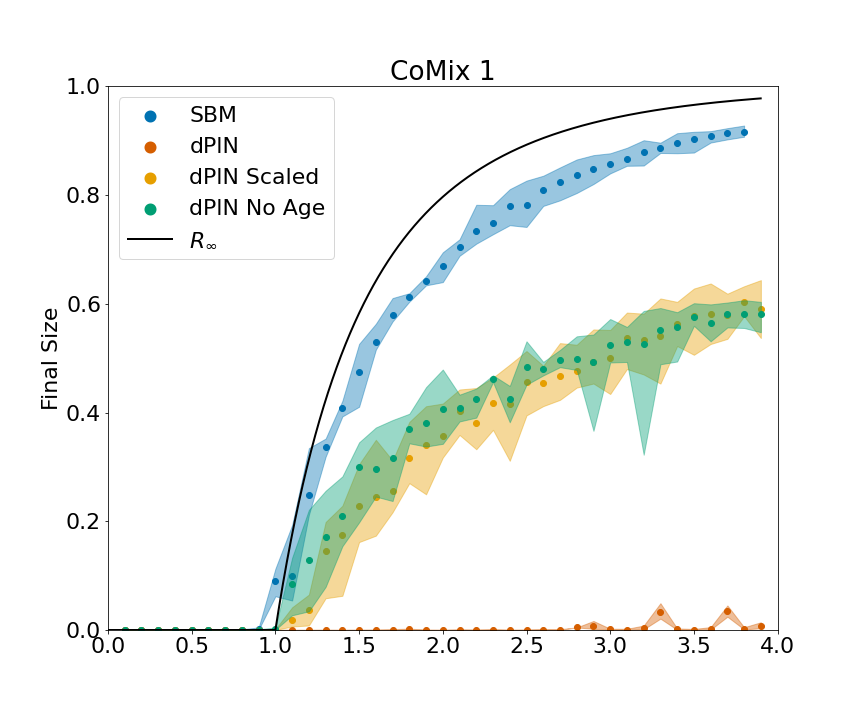 CoMix 1
SBM
dPIN
dPIN Scaled
dPIN No Age
R∞
Final Size
1.0
0.8
0.6
0.4
0.2
0.0
0.0 0.5 1.0 1.5 2.0 2.5 3.0 3.5 4.0